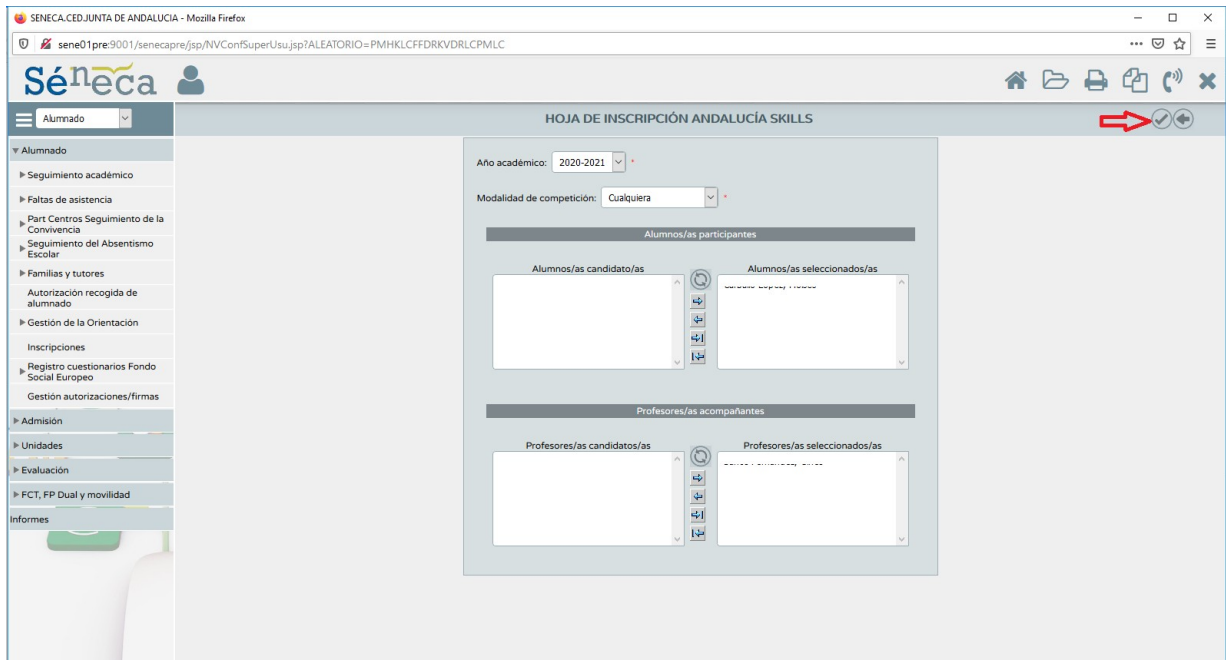 SENECA.CED.JUNTA DE ANDALUCIA - Mozilla Firefox
sene01pre:9001/senecapre/jsp/NVConfSuperUsu.jsp?ALEATORIO=PMHKLCFFDRKVDRLCPMLC
Séneca
Alumnado
HOJA DE INSCRIPCIÓN ANDALUCÍA SKILLS
Alumnado
Seguimiento académico
Faltas de asistencia
Part Centros Seguimiento de la
Convivencia
Seguimiento del Absentismo
Escolar
Familias y tutores
Autorización recogida de
alumnado
Gestión de la Orientación
Inscripciones
Registro cuestionarios Fondo
Social Europeo
Gestión autorizaciones/firmas
Admisión
Unidades
Evaluación
FCT, FP Dual y movilidad
Informes
Año académico: 2020-2021 *
Modalidad de competición: Cualquiera *
Alumnos/as participantes
Alumnos/as candidato/as
Alumnos/as seleccionados/as
Profesores/as acompañantes
Profesores/as candidatos/as
Profesores/as seleccionados/as